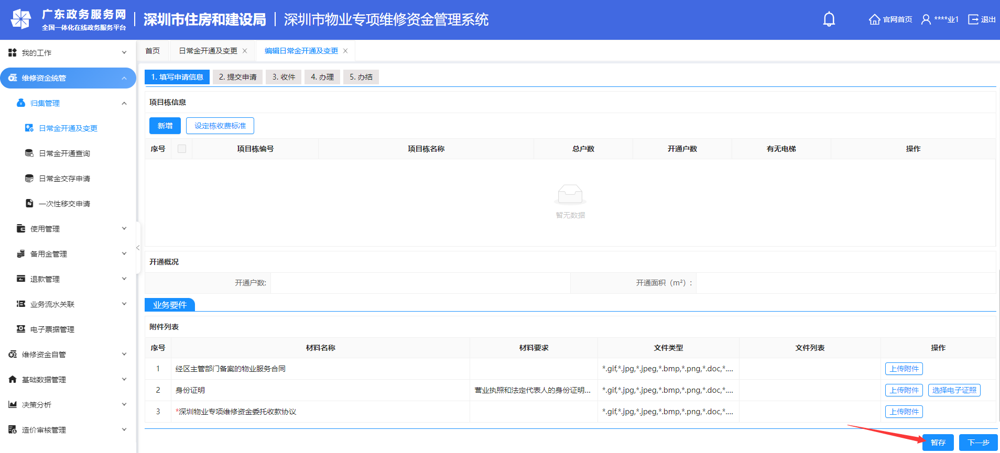 广东政务服务网
全国一体化在线政务服务平台
深圳市住房和建设局
深圳市物业专项维修资金管理系统
官网首页
****业1
退出
我的工作
维修资金统管
归集管理
日常金开通及变更
日常金开通查询
日常金交存申请
一次性移交申请
使用管理
备用金管理
退款管理
业务流水关联
电子票据管理
维修资金自管
基础数据管理
决策分析
造价审核管理
首页
日常金开通及变更
编辑日常金开通及变更
1. 填写申请信息
2. 提交申请
3. 收件
4. 办理
5. 办结
项目栋信息
新增
设定栋收费标准
序号 项目栋编号 项目栋名称 总户数 开通户数 有无电梯 操作
暂无数据
开通概况
开通户数: 开通面积（m²）:
业务要件
附件列表
序号 材料名称 材料要求 文件类型 文件列表 操作
1 经区主管部门备案的物业服务合同 *.gif,*.jpg,*.jpeg,*.bmp,*.png,*.doc,*.... 上传附件
2 身份证明 营业执照和法定代表人的身份证明... *.gif,*.jpg,*.jpeg,*.bmp,*.png,*.doc,*.... 上传附件 选择电子证照
3 *深圳物业专项维修资金委托收款协议 *.gif,*.jpg,*.jpeg,*.bmp,*.png,*.doc,*.... 上传附件
暂存
下一步